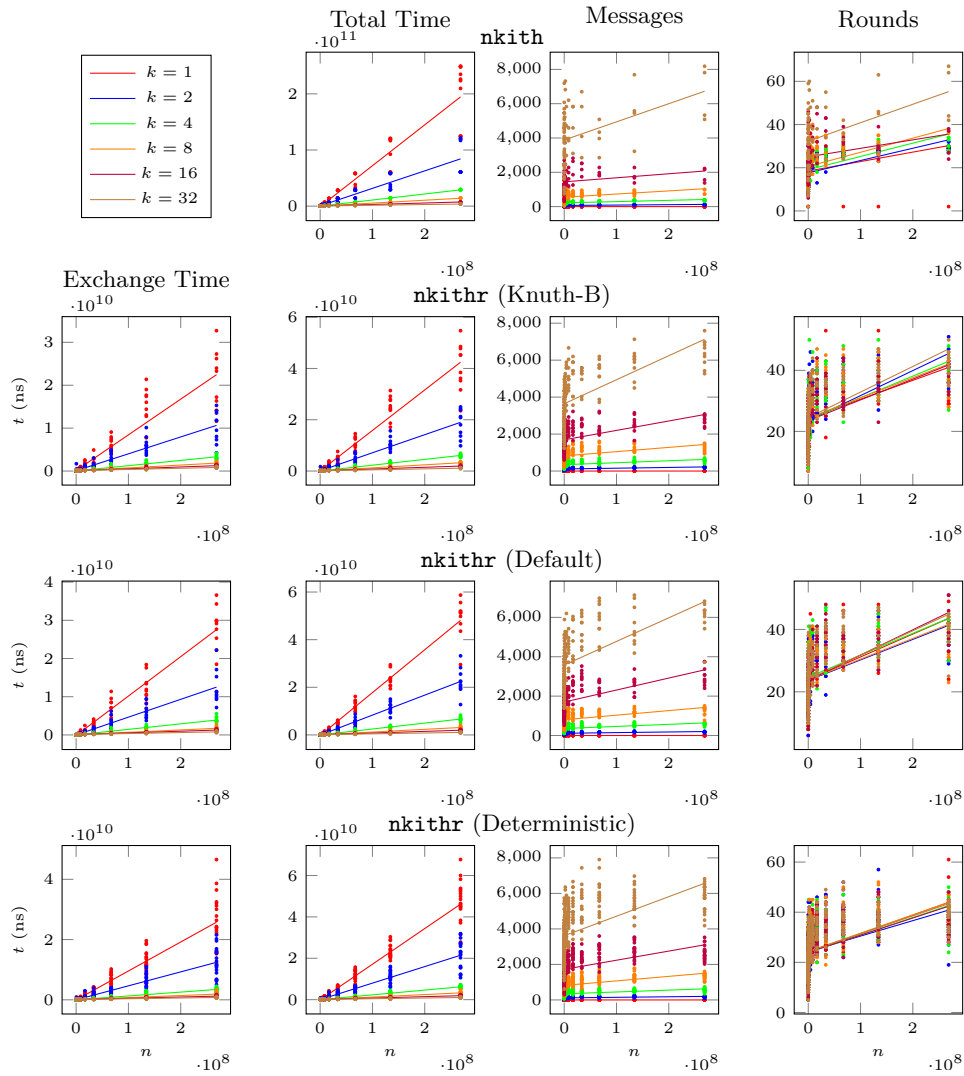 Total Time Messages Rounds
nkith
k = 1
k = 2
k = 4
k = 8
k = 16
k = 32
·10^11
0 1 2
0 1 2
·10^8
0 2,000 4,000 6,000 8,000
0 1 2
·10^8
0 20 40 60
0 1 2
·10^8
Exchange Time
nkithr (Knuth-B)
t (ns)
·10^10
0 1 2 3
0 1 2
·10^8
·10^10
0 2 4 6
0 1 2
·10^8
0 2,000 4,000 6,000 8,000
0 1 2
·10^8
20 40
0 1 2
·10^8
nkithr (Default)
t (ns)
·10^10
0 1 2 3 4
0 1 2
·10^8
·10^10
0 2 4 6
0 1 2
·10^8
0 2,000 4,000 6,000
0 1 2
·10^8
20 40
0 1 2
·10^8
nkithr (Deterministic)
t (ns)
·10^10
0 2 4
0 1 2
n
·10^8
·10^10
0 2 4 6
0 1 2
n
·10^8
0 2,000 4,000 6,000 8,000
0 1 2
n
·10^8
0 20 40 60
0 1 2
n
·10^8